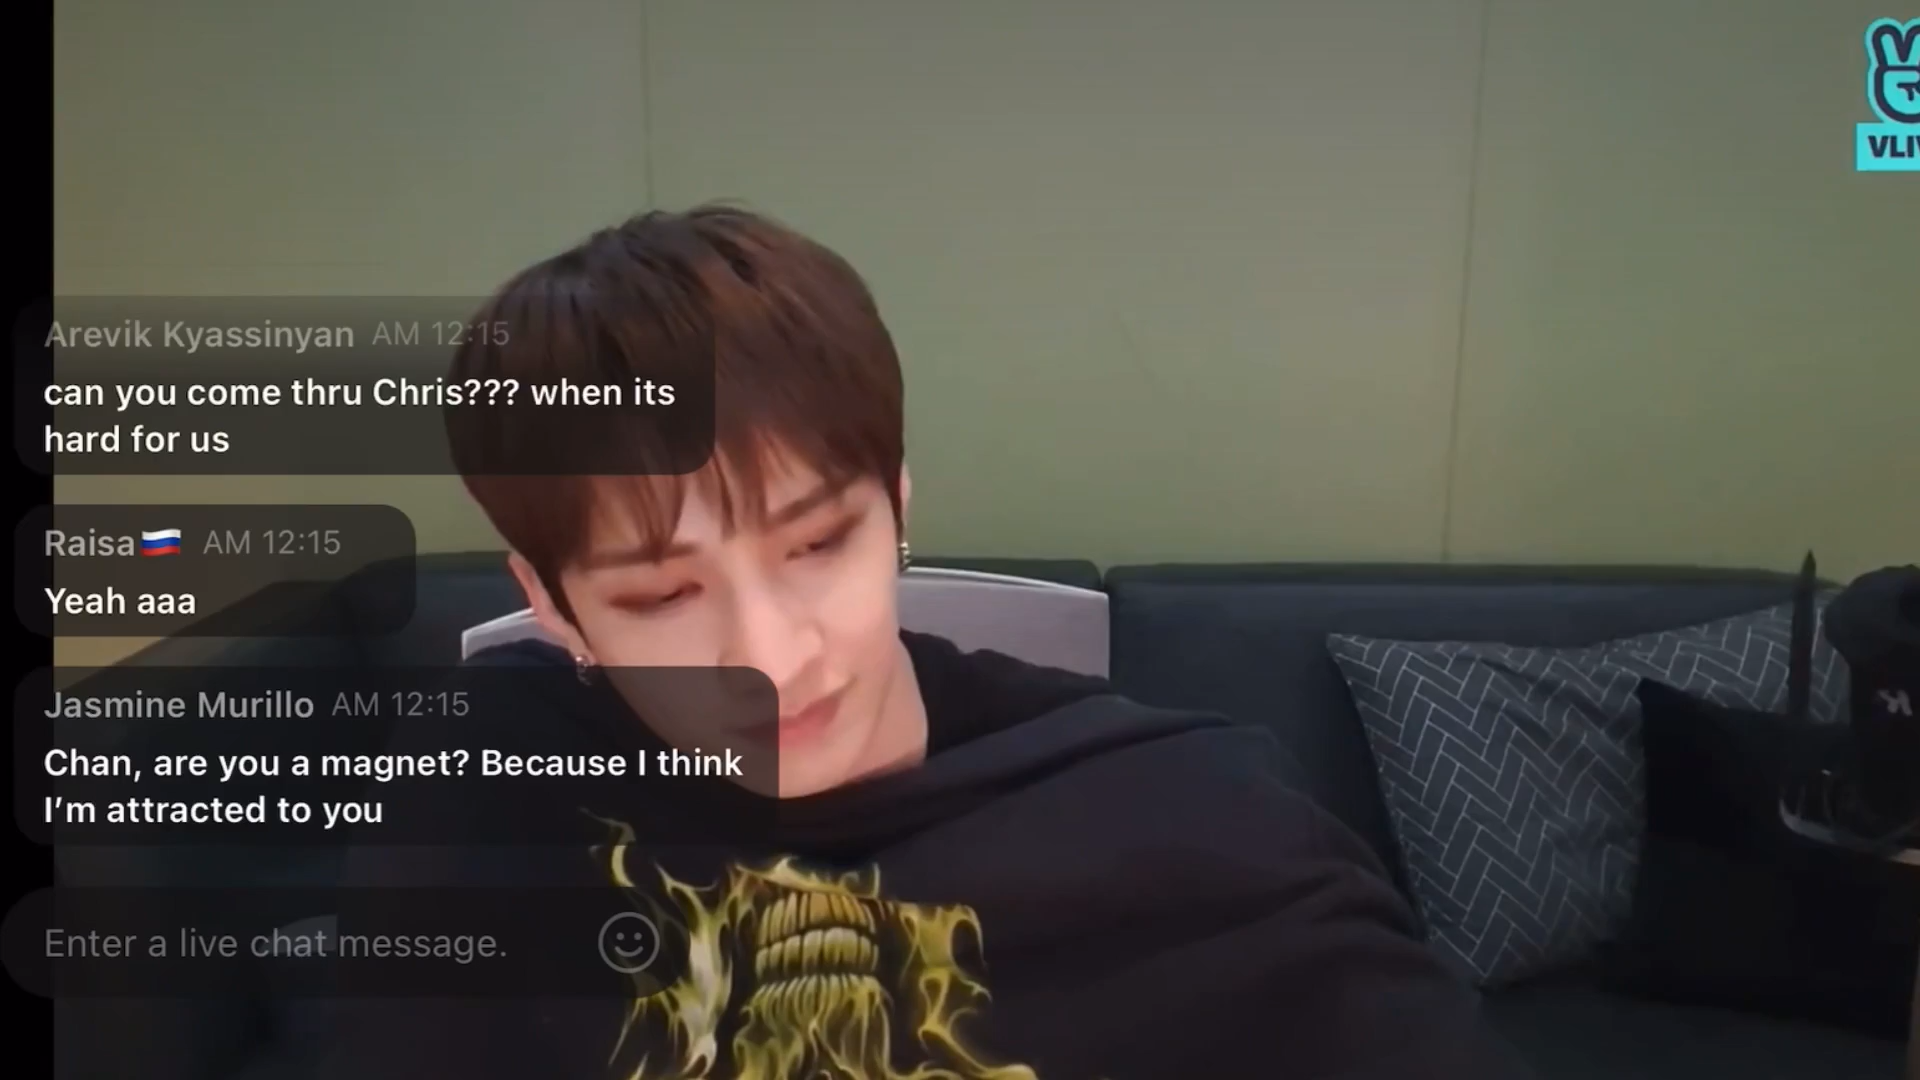 VLIV
Arevik Kyassinyan AM 12:15
can you come thru Chris??? when its
hard for us
Raisa🇷🇺 AM 12:15
Yeah aaa
Jasmine Murillo AM 12:15
Chan, are you a magnet? Because I think
I’m attracted to you
Enter a live chat message.